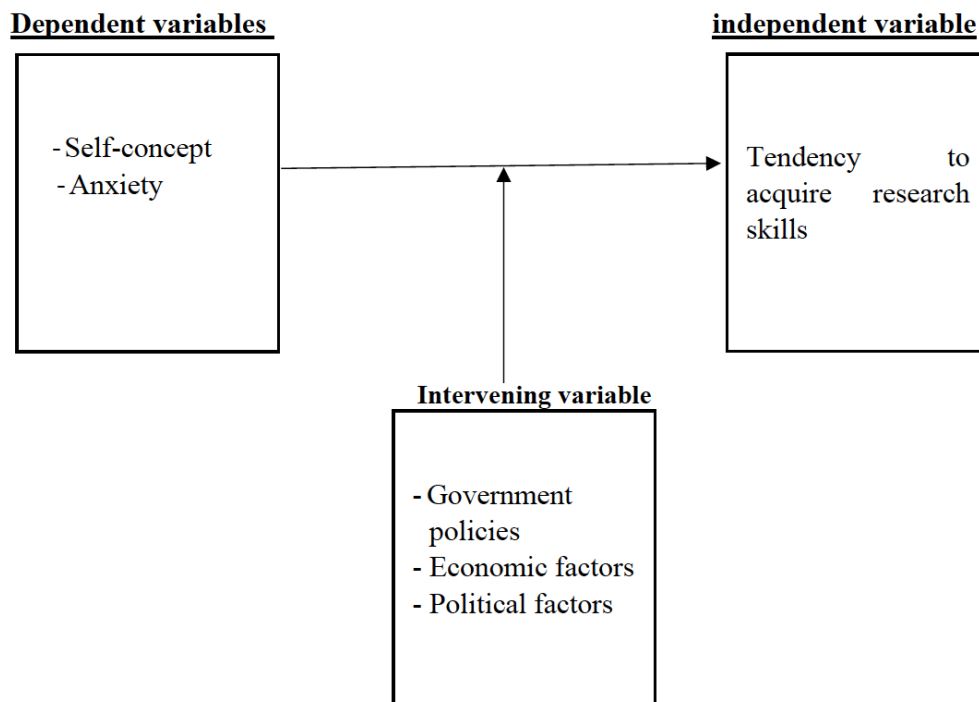 Dependent variables
independent variable
- Self-concept
- Anxiety
Tendency to
acquire research
skills
Intervening variable
- Government
policies
- Economic factors
- Political factors